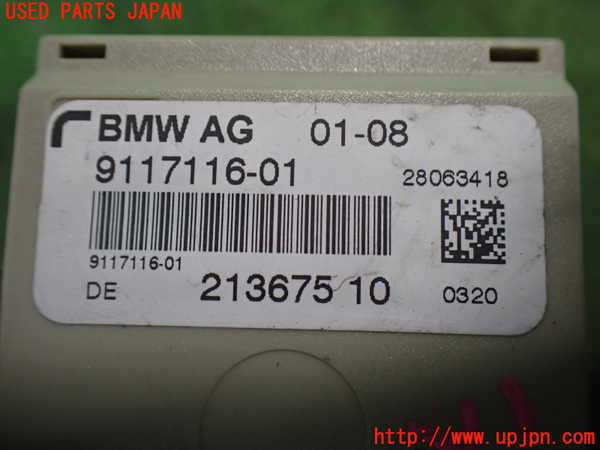 USED PARTS JAPAN
BMW AG 01-08
9117116-01 28063418
9117116-01
DE 213675 10 0320
http://www.upjpn.com/